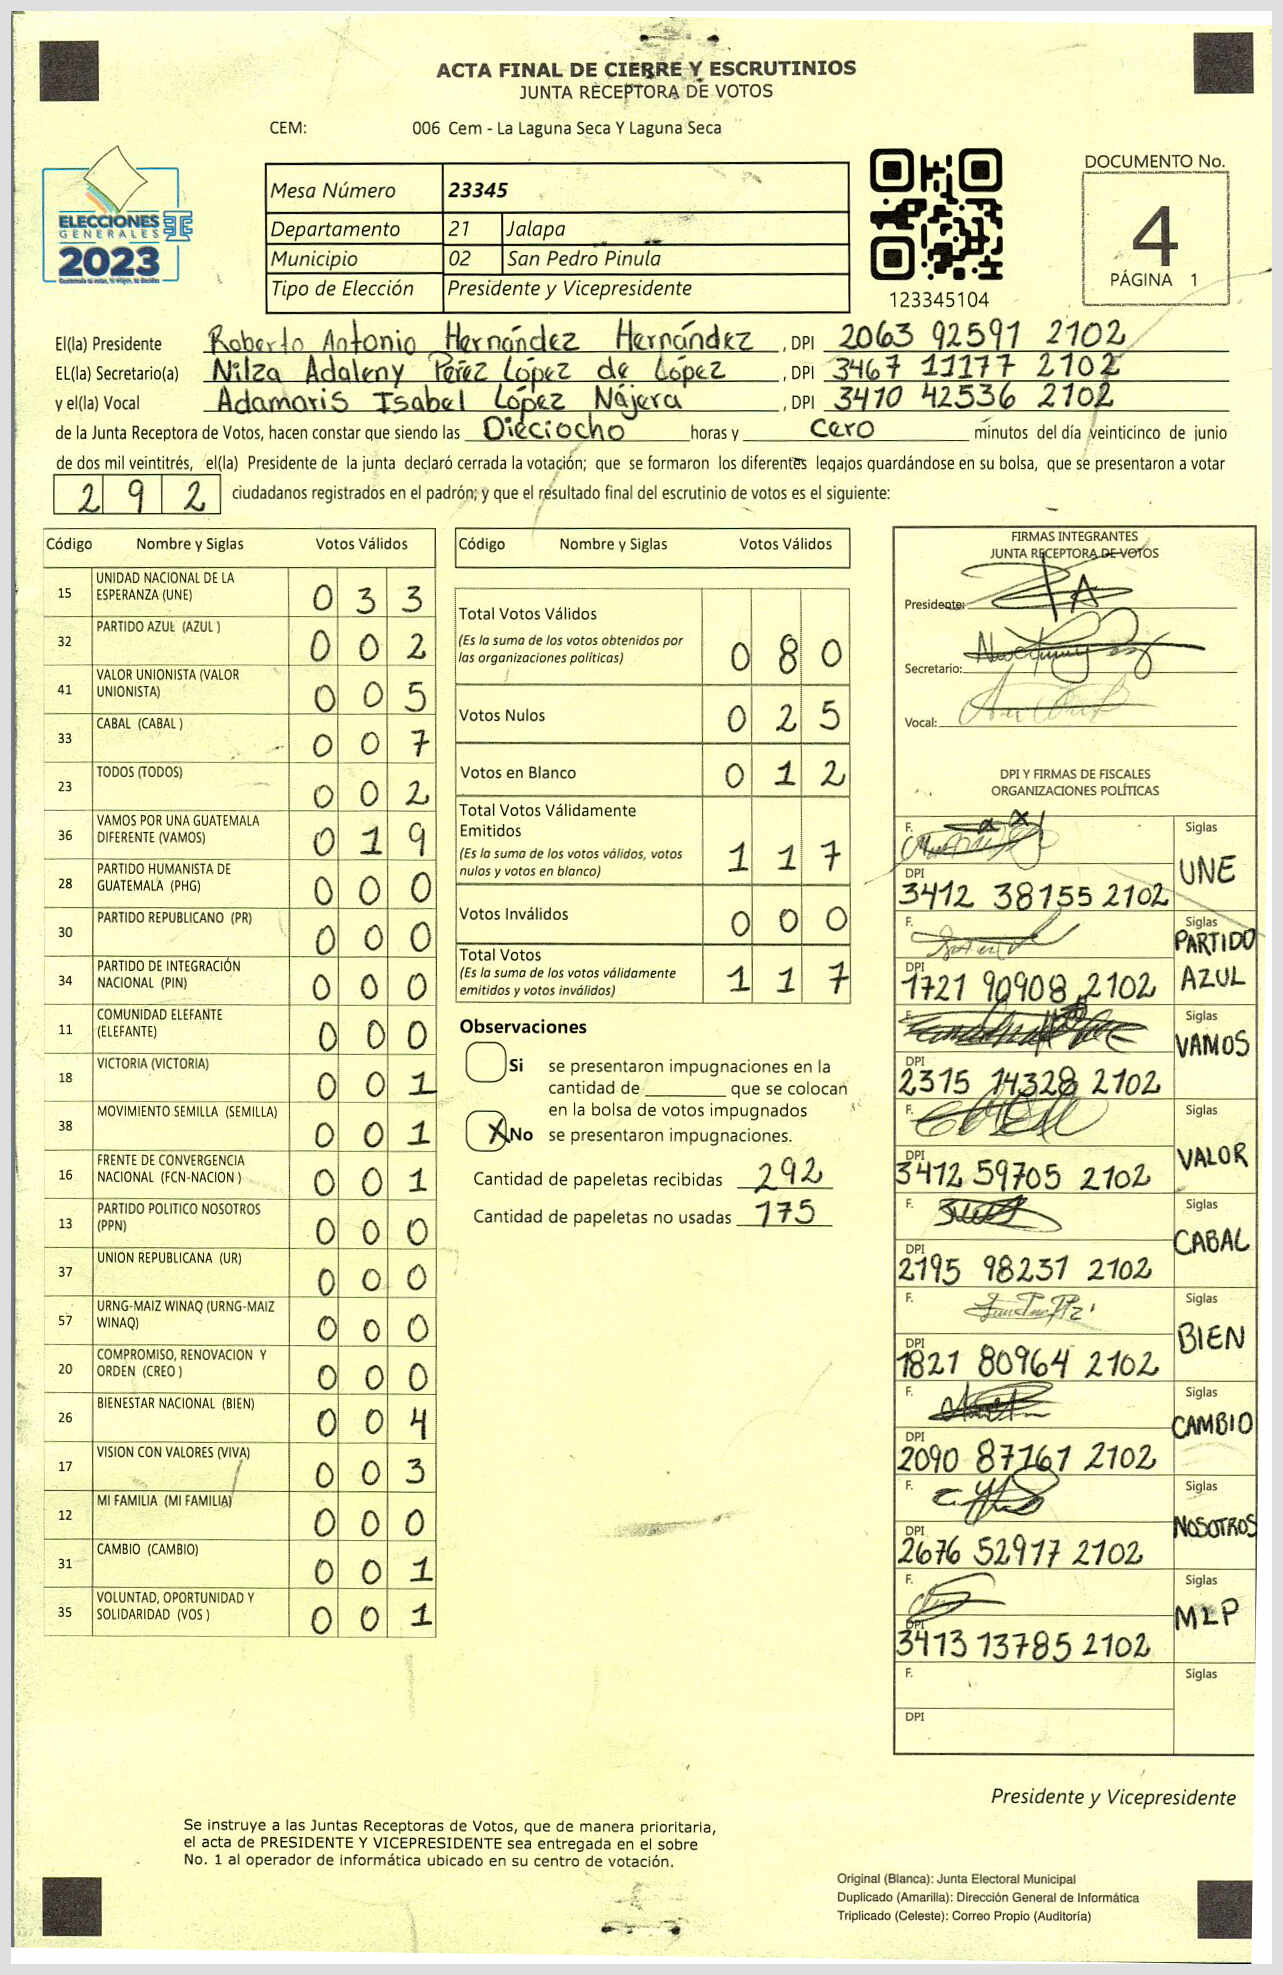 ACTA FINAL DE CIERRE Y ESCRUTINIOS
JUNTA RECEPTORA DE VOTOS
CEM: 006 Cem - La Laguna Seca Y Laguna Seca
ELECCIONES
GENERALES
2023
Mesa Número 23345
Departamento 21 Jalapa
Municipio 02 San Pedro Pinula
Tipo de Elección Presidente y Vicepresidente
123345104
DOCUMENTO No.
4
PÁGINA 1
El(la) Presidente Roberto Antonio Hernández Hernández, DPI 2063 92591 2102
EL(la) Secretario(a) Nilza Adaleny Pérez López de López, DPI 3467 11177 2102
y el(la) Vocal Adamaris Isabel López Nájera, DPI 3410 42536 2102
de la Junta Receptora de Votos, hacen constar que siendo las Dieciocho horas y cero minutos del día veinticinco de junio
de dos mil veintitrés, el(la) Presidente de la junta declaró cerrada la votación; que se formaron los diferentes legajos guardándose en su bolsa, que se presentaron a votar
292 ciudadanos registrados en el padrón; y que el resultado final del escrutinio de votos es el siguiente:
Código Nombre y Siglas Votos Válidos
15 UNIDAD NACIONAL DE LA ESPERANZA (UNE) 0 3 3
32 PARTIDO AZUL (AZUL ) 0 0 2
41 VALOR UNIONISTA (VALOR UNIONISTA) 0 0 5
33 CABAL (CABAL ) 0 0 7
23 TODOS (TODOS) 0 0 2
36 VAMOS POR UNA GUATEMALA DIFERENTE (VAMOS) 0 1 9
28 PARTIDO HUMANISTA DE GUATEMALA (PHG) 0 0 0
30 PARTIDO REPUBLICANO (PR) 0 0 0
34 PARTIDO DE INTEGRACIÓN NACIONAL (PIN) 0 0 0
11 COMUNIDAD ELEFANTE (ELEFANTE) 0 0 0
18 VICTORIA (VICTORIA) 0 0 1
38 MOVIMIENTO SEMILLA (SEMILLA) 0 0 1
16 FRENTE DE CONVERGENCIA NACIONAL (FCN-NACION ) 0 0 1
13 PARTIDO POLITICO NOSOTROS (PPN) 0 0 0
37 UNION REPUBLICANA (UR) 0 0 0
57 URNG-MAIZ WINAQ (URNG-MAIZ WINAQ) 0 0 0
20 COMPROMISO, RENOVACION Y ORDEN (CREO ) 0 0 0
26 BIENESTAR NACIONAL (BIEN) 0 0 4
17 VISION CON VALORES (VIVA) 0 0 3
12 MI FAMILIA (MI FAMILIA) 0 0 0
31 CAMBIO (CAMBIO) 0 0 1
35 VOLUNTAD, OPORTUNIDAD Y SOLIDARIDAD (VOS ) 0 0 1
Código Nombre y Siglas Votos Válidos
Total Votos Válidos 0 8 0
(Es la suma de los votos obtenidos por
las organizaciones políticas)
Votos Nulos 0 2 5
Votos en Blanco 0 1 2
Total Votos Válidamente
Emitidos 1 1 7
(Es la suma de los votos válidos, votos
nulos y votos en blanco)
Votos Inválidos 0 0 0
Total Votos 1 1 7
(Es la suma de los votos válidamente
emitidos y votos inválidos)
Observaciones
Si se presentaron impugnaciones en la
cantidad de ________ que se colocan
en la bolsa de votos impugnados
X No se presentaron impugnaciones.
Cantidad de papeletas recibidas 292
Cantidad de papeletas no usadas 175
FIRMAS INTEGRANTES
JUNTA RECEPTORA DE VOTOS
Presidente:
Secretario:
Vocal:
DPI Y FIRMAS DE FISCALES
ORGANIZACIONES POLÍTICAS
F. Siglas UNE
DPI 3412 38155 2102
F. Siglas PARTIDO AZUL
DPI 1721 90908 2102
F. Siglas VAMOS
DPI 2315 14328 2102
F. Siglas VALOR
DPI 3412 59705 2102
F. Siglas CABAL
DPI 2195 98231 2102
F. Siglas BIEN
DPI 1821 80964 2102
F. Siglas CAMBIO
DPI 2090 87161 2102
F. Siglas NOSOTROS
DPI 2676 52917 2102
F. Siglas MLP
DPI 3413 13785 2102
F. Siglas
DPI
Presidente y Vicepresidente
Se instruye a las Juntas Receptoras de Votos, que de manera prioritaria,
el acta de PRESIDENTE Y VICEPRESIDENTE sea entregada en el sobre
No. 1 al operador de informática ubicado en su centro de votación.
Original (Blanca): Junta Electoral Municipal
Duplicado (Amarilla): Dirección General de Informática
Triplicado (Celeste): Correo Propio (Auditoría)